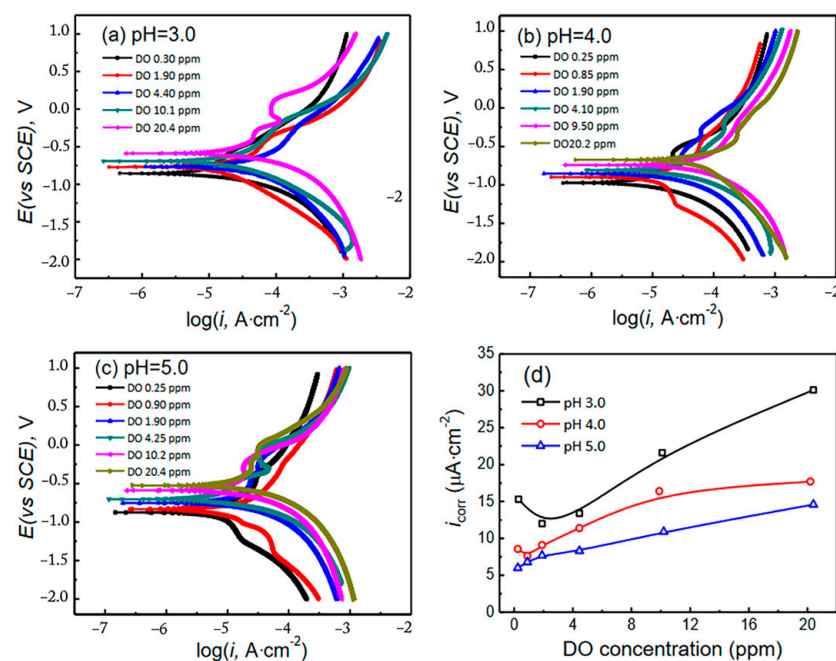 (a) pH=3.0
DO 0.30 ppm
DO 1.90 ppm
DO 4.40 ppm
DO 10.1 ppm
DO 20.4 ppm
1.0
0.5
0.0
−0.5
−1.0
−1.5
−2.0
E(vs SCE), V
−2
−7 −6 −5 −4 −3 −2
log(i, A·cm⁻²)
(b) pH=4.0
DO 0.25 ppm
DO 0.85 ppm
DO 1.90 ppm
DO 4.10 ppm
DO 9.50 ppm
DO20.2 ppm
1.0
0.5
0.0
−0.5
−1.0
−1.5
−2.0
E(vs SCE), V
−7 −6 −5 −4 −3 −2
log(i, A·cm⁻²)
(c) pH=5.0
DO 0.25 ppm
DO 0.90 ppm
DO 1.90 ppm
DO 4.25 ppm
DO 10.2 ppm
DO 20.4 ppm
1.0
0.5
0.0
−0.5
−1.0
−1.5
−2.0
E(vs SCE), V
−7 −6 −5 −4 −3 −2
log(i, A·cm⁻²)
(d)
pH 3.0
pH 4.0
pH 5.0
35
30
25
20
15
10
5
0
i_corr (μA·cm⁻²)
0 4 8 12 16 20
DO concentration (ppm)